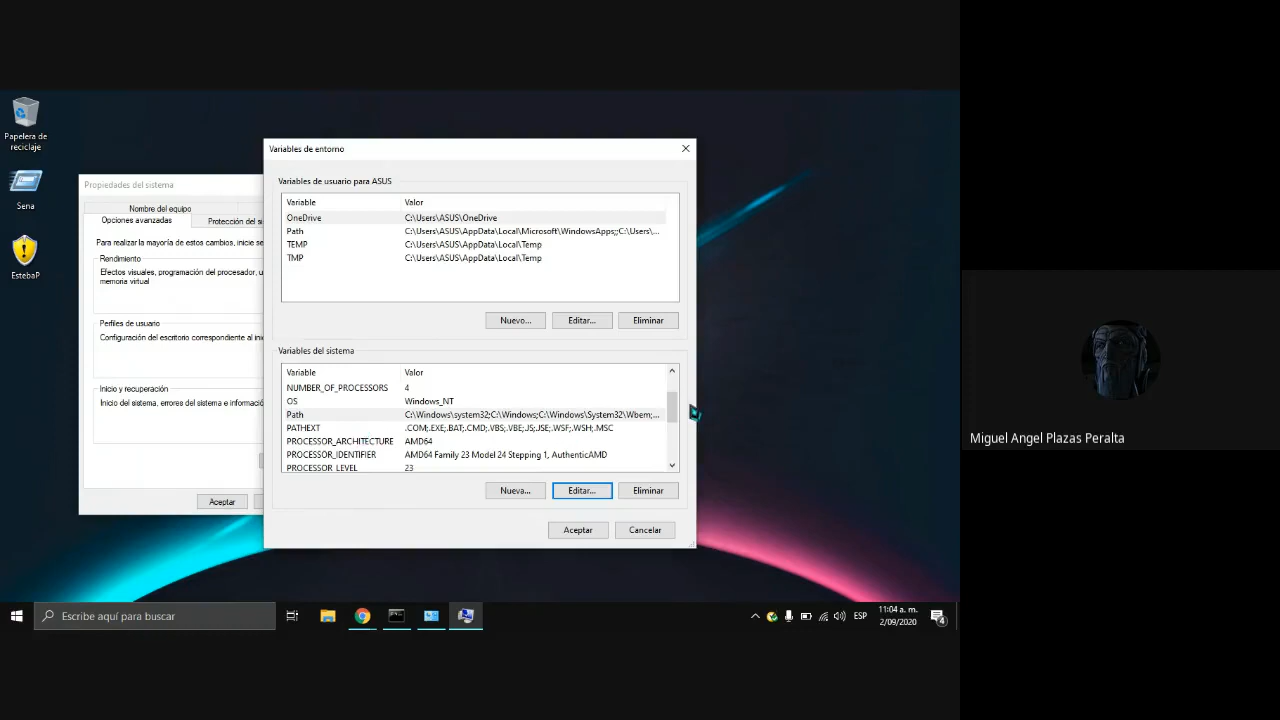 Papelera de
reciclaje
Sena
EstebaP
Propiedades del sistema
Nombre del equipo
Opciones avanzadas
Protección del si
Para realizar la mayoría de estos cambios, inicie se
Rendimiento
Efectos visuales, programación del procesador, u
memoria virtual
Perfiles de usuario
Configuración del escritorio correspondiente al inic
Inicio y recuperación
Inicio del sistema, errores del sistema e informació
Aceptar
Variables de entorno
Variables de usuario para ASUS
Variable Valor
OneDrive C:\Users\ASUS\OneDrive
Path C:\Users\ASUS\AppData\Local\Microsoft\WindowsApps;;C:\Users\...
TEMP C:\Users\ASUS\AppData\Local\Temp
TMP C:\Users\ASUS\AppData\Local\Temp
Nuevo... Editar... Eliminar
Variables del sistema
Variable Valor
NUMBER_OF_PROCESSORS 4
OS Windows_NT
Path C:\Windows\system32;C:\Windows;C:\Windows\System32\Wbem;...
PATHEXT .COM;.EXE;.BAT;.CMD;.VBS;.VBE;.JS;.JSE;.WSF;.WSH;.MSC
PROCESSOR_ARCHITECTURE AMD64
PROCESSOR_IDENTIFIER AMD64 Family 23 Model 24 Stepping 1, AuthenticAMD
PROCESSOR_LEVEL 23
Nueva... Editar... Eliminar
Aceptar Cancelar
Miguel Angel Plazas Peralta
Escribe aquí para buscar
ESP
11:04 a. m.
2/09/2020
4